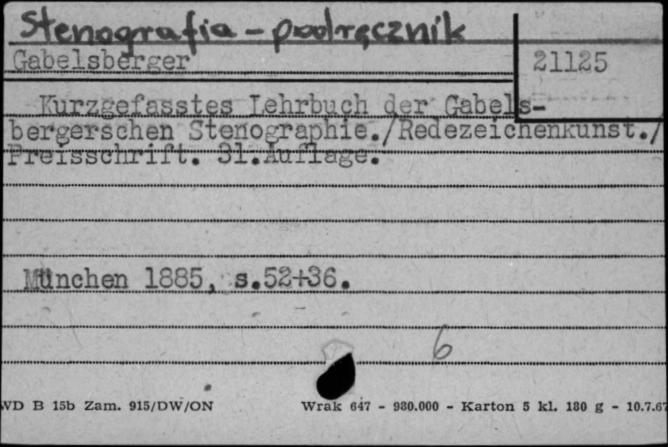 Stenografia - podręcznik
Gabelsberger
21125
Kurzgefasstes Lehrbuch der Gabels-
bergerschen Stenographie./Redezeichenkunst./
Preisschrift. 31.Auflage.
München 1885, s.52+36.
6
WD B 15b Zam. 915/DW/ON
Wrak 647 - 980.000 - Karton 5 kl. 180 g - 10.7.67